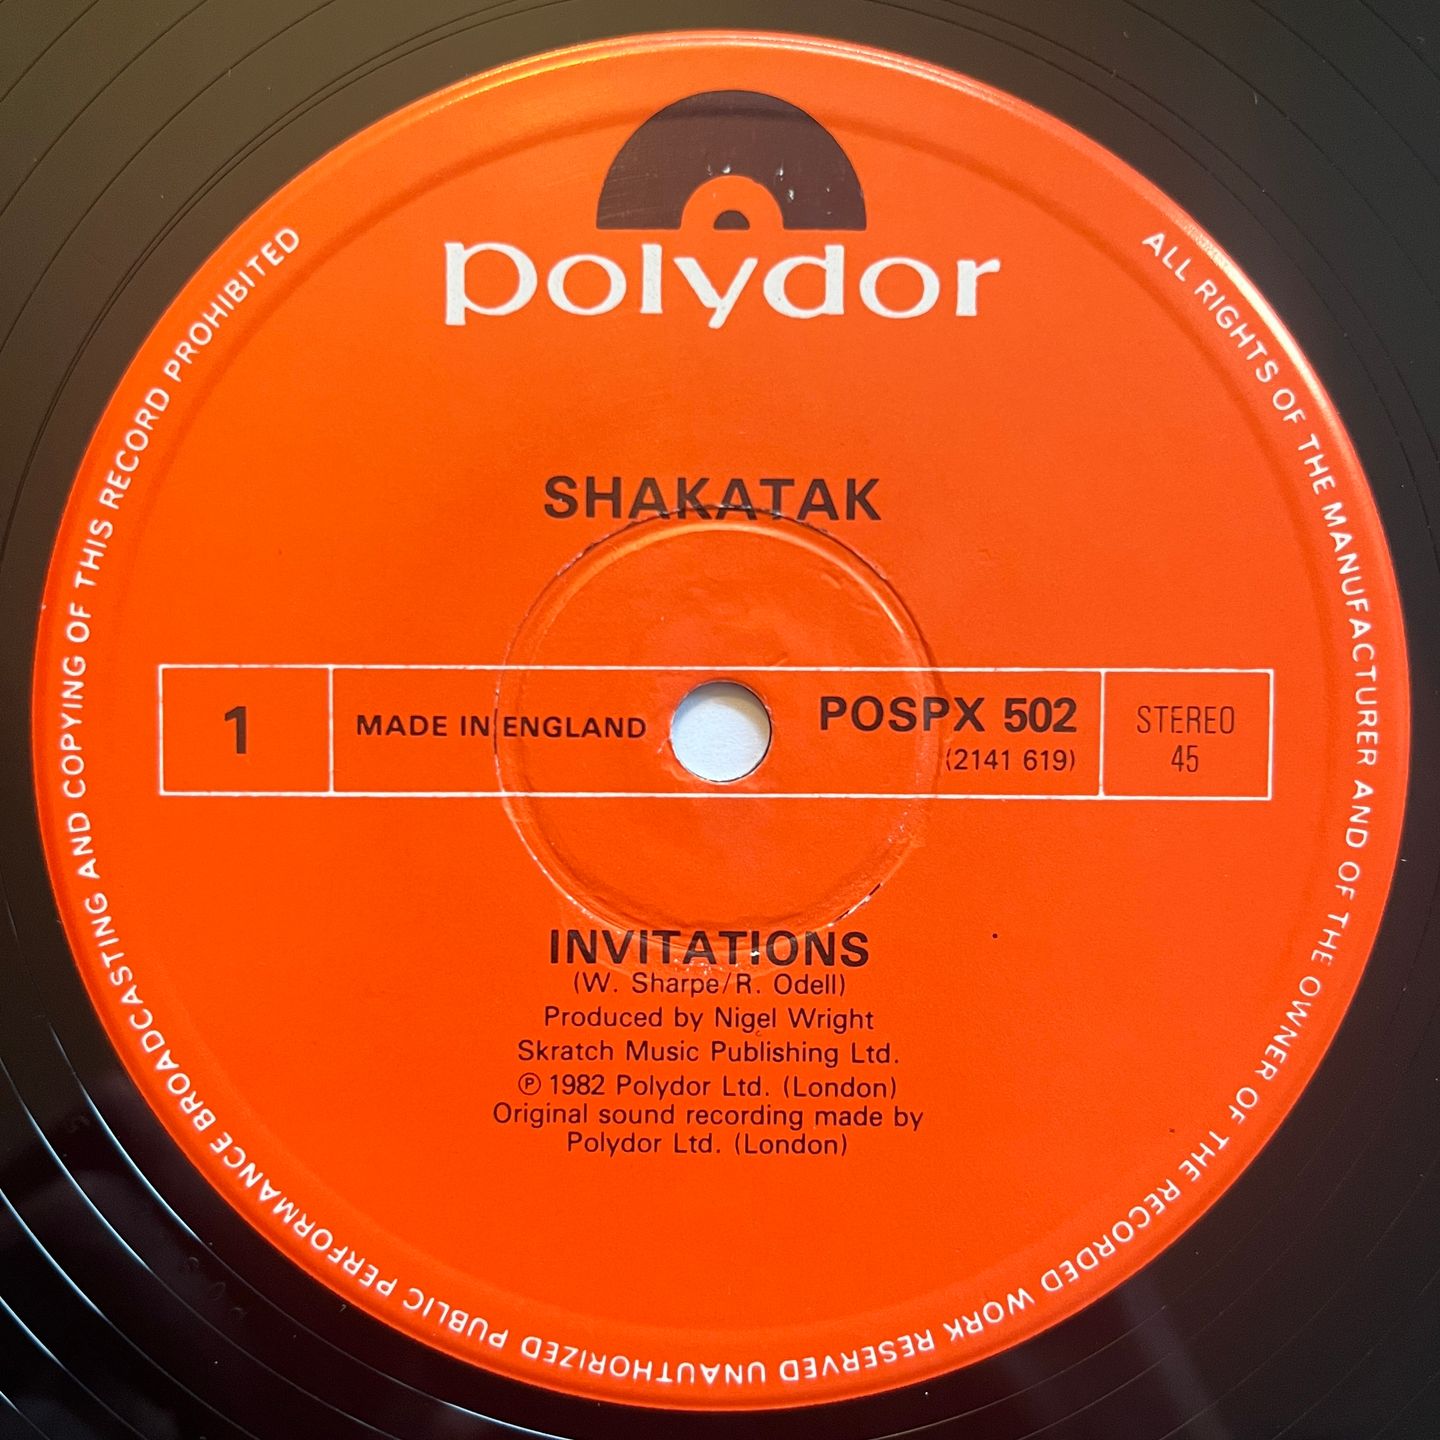 polydor
SHAKATAK
1
MADE IN ENGLAND
POSPX 502
(2141 619)
STEREO
45
INVITATIONS
(W. Sharpe/R. Odell)
Produced by Nigel Wright
Skratch Music Publishing Ltd.
℗ 1982 Polydor Ltd. (London)
Original sound recording made by
Polydor Ltd. (London)
ALL RIGHTS OF THE MANUFACTURER AND OF THE OWNER OF THE RECORDED WORK RESERVED UNAUTHORIZED PUBLIC PERFORMANCE BROADCASTING AND COPYING OF THIS RECORD PROHIBITED